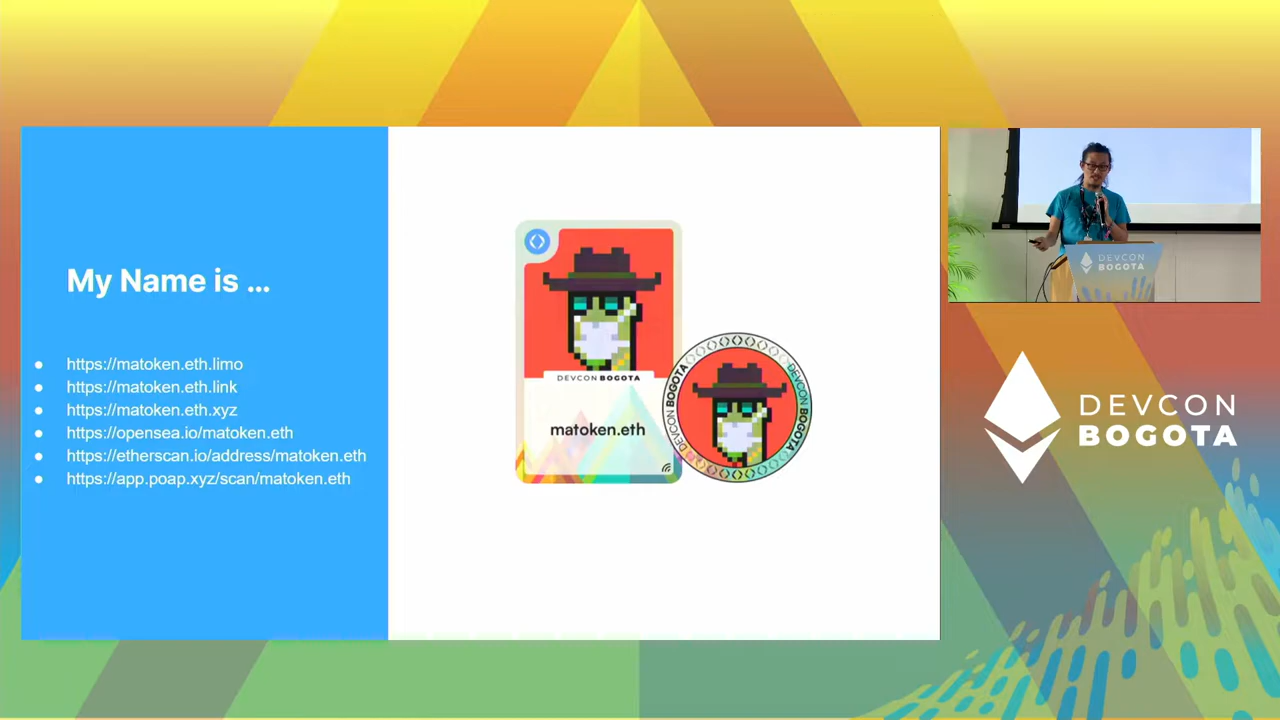 My Name is ...
● https://matoken.eth.limo
● https://matoken.eth.link
● https://matoken.eth.xyz
● https://opensea.io/matoken.eth
● https://etherscan.io/address/matoken.eth
● https://app.poap.xyz/scan/matoken.eth
DEVCON BOGOTA
matoken.eth
DEVCON BOGOTA
DEVCON BOGOTA
DEVCON
BOGOTA
DEVCON
BOGOTA